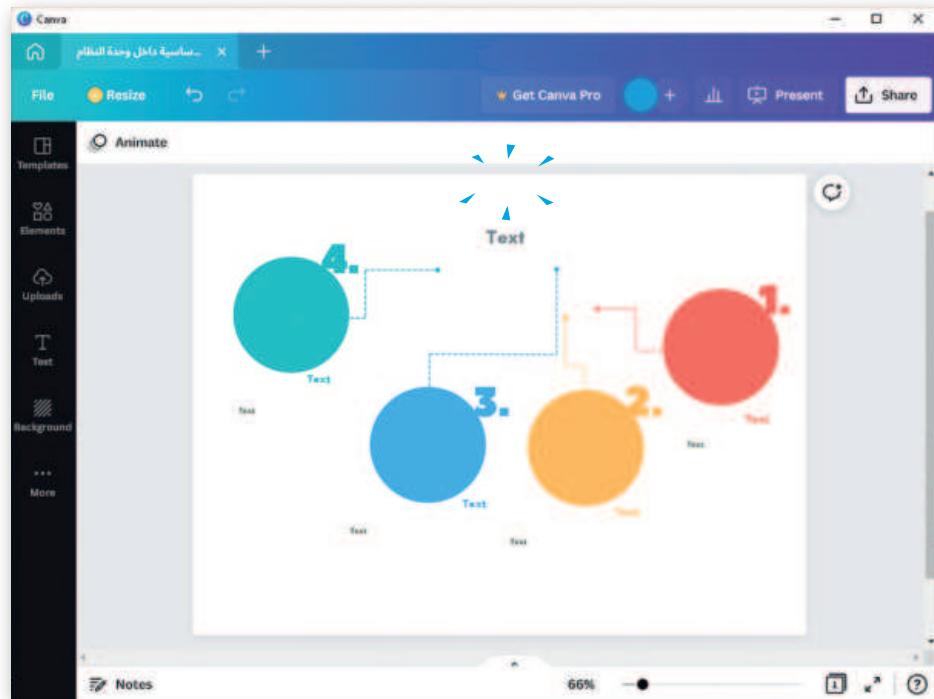 Canva
...ساسية داخل وحدة النظام
File
Resize
Get Canva Pro
Present
Share
Templates
Elements
Uploads
Text
Background
More
Animate
Text
4.
Text
Text
1.
Text
Text
3.
Text
Text
2.
Text
Text
Notes
66%
1